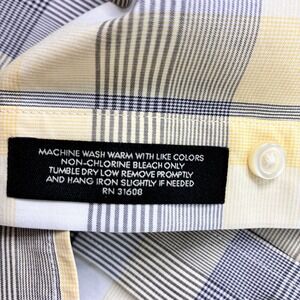 MACHINE WASH WARM WITH LIKE COLORS
NON-CHLORINE BLEACH ONLY
TUMBLE DRY LOW REMOVE PROMPTLY
AND HANG IRON SLIGHTLY IF NEEDED
RN 31608